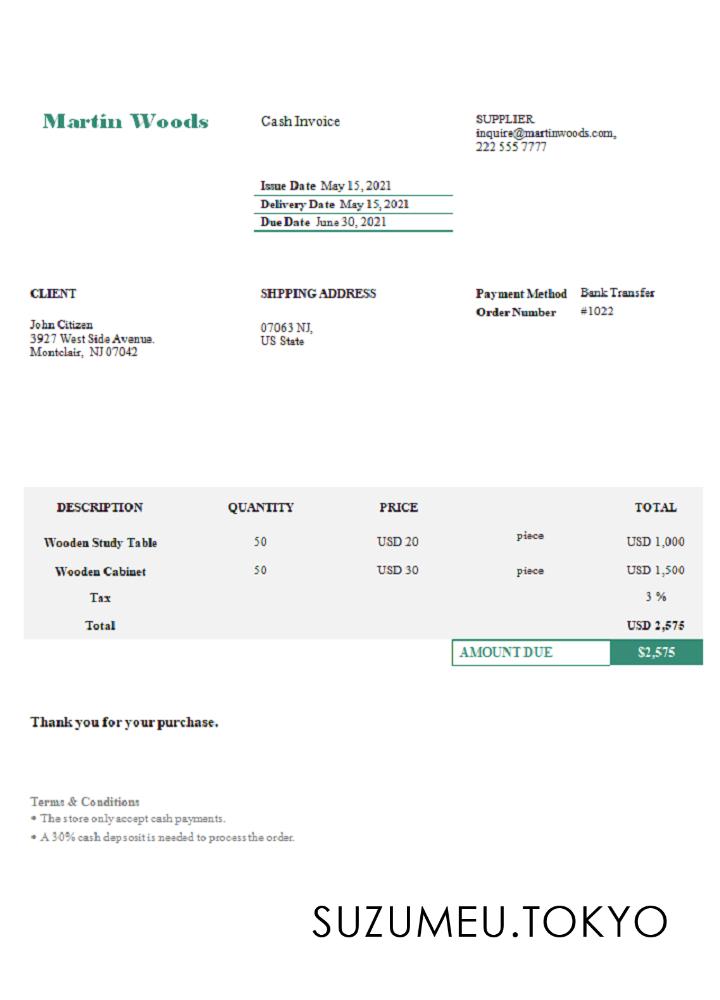 Martin Woods
Cash Invoice
SUPPLIER
inquire@martinwoods.com,
222 555 7777
Issue Date May 15, 2021
Delivery Date May 15, 2021
Due Date June 30, 2021
CLIENT
John Citizen
3927 West Side Avenue.
Montclair, NJ 07042
SHPPING ADDRESS
07063 NJ,
US State
Payment Method Bank Transfer
Order Number #1022
DESCRIPTION QUANTITY PRICE TOTAL
Wooden Study Table 50 USD 20 piece USD 1,000
Wooden Cabinet 50 USD 30 piece USD 1,500
Tax 3 %
Total USD 2,575
AMOUNT DUE $2,575
Thank you for your purchase.
Terms & Conditions
• The store only accept cash payments.
• A 30% cash depsosit is needed to process the order.
SUZUMEU.TOKYO